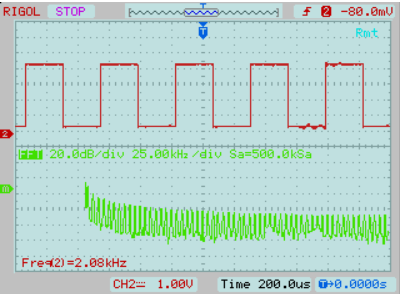 RIGOL STOP ƒ 2 -80.0mV
T
Rmt
2
FFT 20.0dB/div 25.00kHz/div Sa=500.0kSa
m
Freq(2)=2.08kHz
CH2 1.00V Time 200.0us T→0.0000s